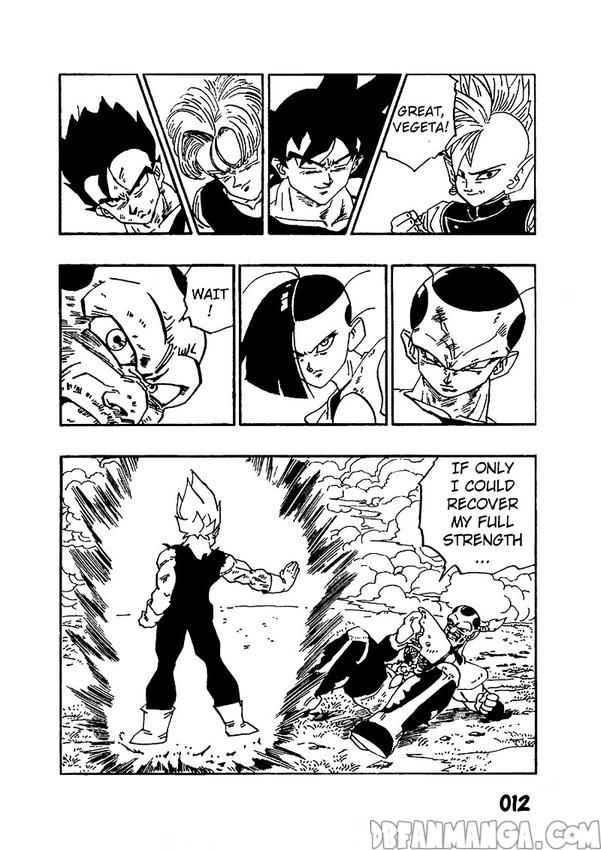 GREAT,
VEGETA!
WAIT
!
IF ONLY
I COULD
RECOVER
MY FULL
STRENGTH
...
012
DBFANMANGA.COM